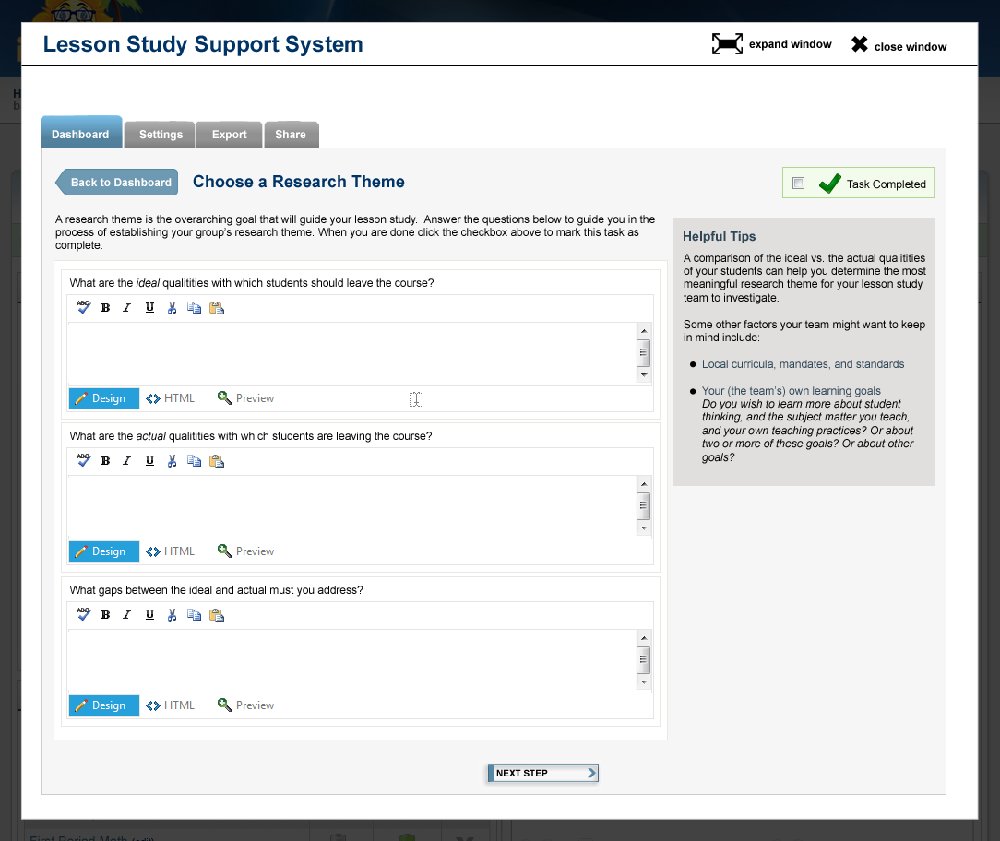 Lesson Study Support System
expand window
close window
Dashboard
Settings
Export
Share
Back to Dashboard
Choose a Research Theme
Task Completed
A research theme is the overarching goal that will guide your lesson study.  Answer the questions below to guide you in the
process of establishing your group's research theme. When you are done click the checkbox above to mark this task as
complete.
What are the ideal qualitities with which students should leave the course?
ABC B I U
Design
HTML
Preview
What are the actual qualitities with which students are leaving the course?
ABC B I U
Design
HTML
Preview
What gaps between the ideal and actual must you address?
ABC B I U
Design
HTML
Preview
NEXT STEP
Helpful Tips
A comparison of the ideal vs. the actual qualitities
of your students can help you determine the most
meaningful research theme for your lesson study
team to investigate.
Some other factors your team might want to keep
in mind include:
Local curricula, mandates, and standards
Your (the team's) own learning goals
Do you wish to learn more about student
thinking, and the subject matter you teach,
and your own teaching practices? Or about
two or more of these goals? Or about other
goals?
First Period Math (edit)